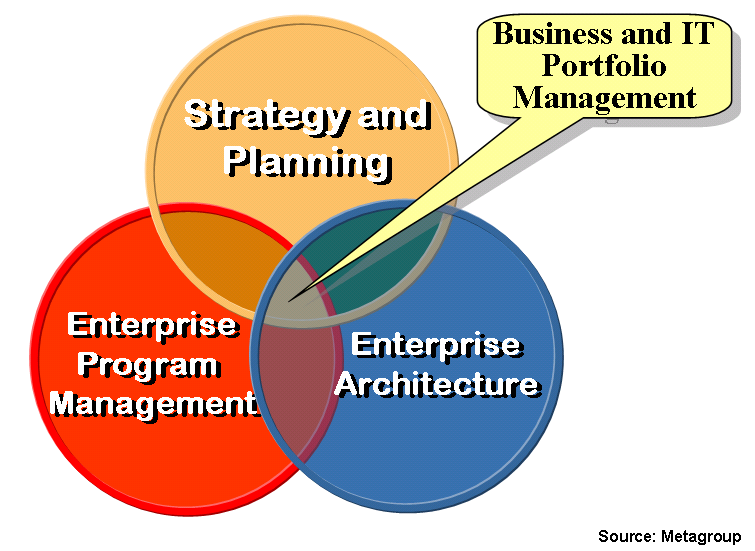 Business and IT
Portfolio
Management
Strategy and
Planning
Enterprise
Program
Management
Enterprise
Architecture
Source: Metagroup